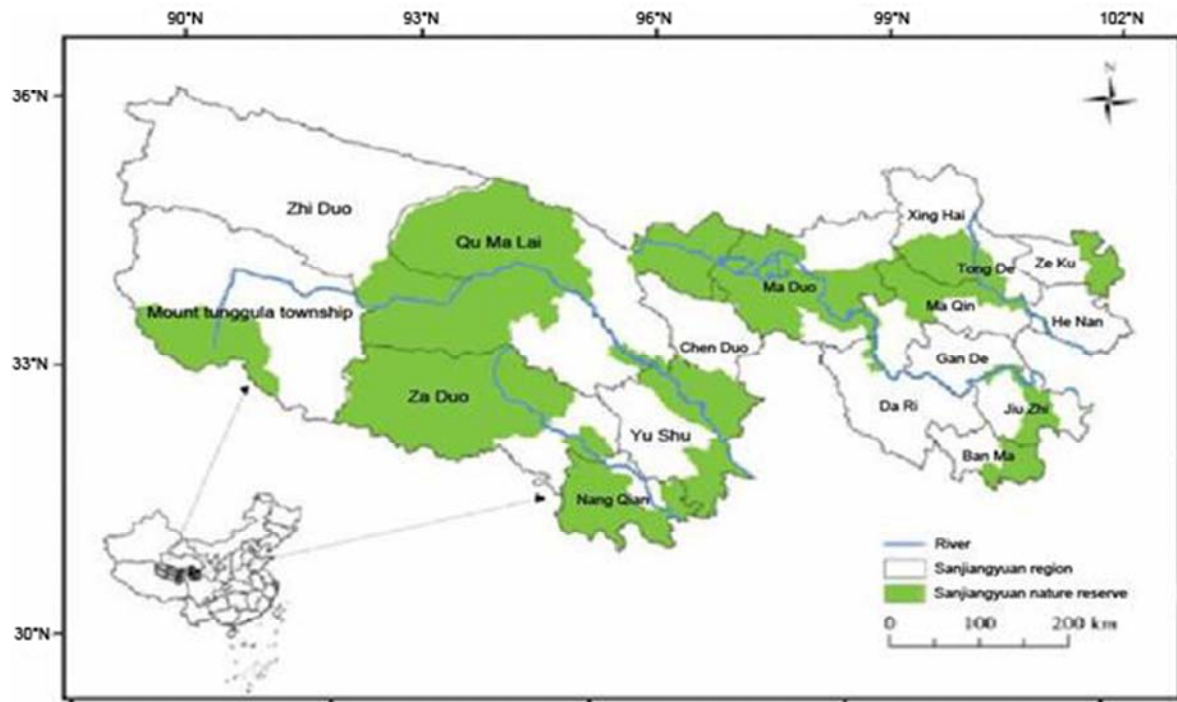 90°N 93°N 96°N 99°N 102°N
36°N
N
Zhi Duo
Xing Hai
Qu Ma Lai
Tong De
Ze Ku
Ma Duo
Ma Qin
Mount tunggula township
He Nan
Chen Duo
33°N
Gan De
Za Duo
Da Ri
Jiu Zhi
Yu Shu
Ban Ma
Nang Qian
River
Sanjiangyuan region
Sanjiangyuan nature reserve
0 100 200 km
30°N